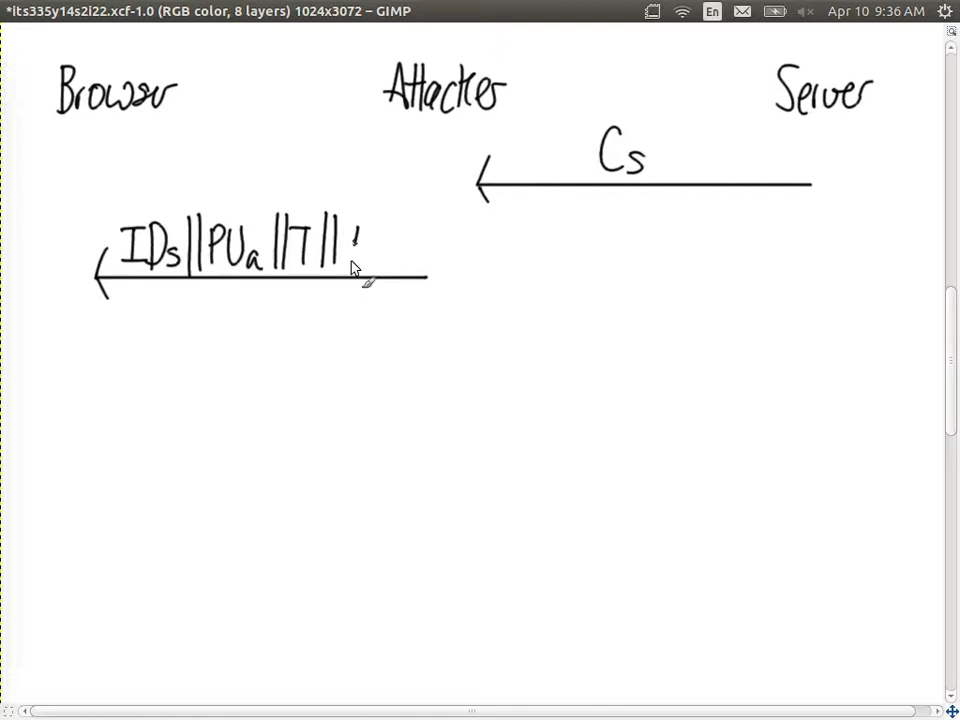 *its335y14s2i22.xcf-1.0 (RGB color, 8 layers) 1024x3072 – GIMP
En
Apr 10 9:36 AM
Browser Attacker Server
Cs
IDs||PUa||T||